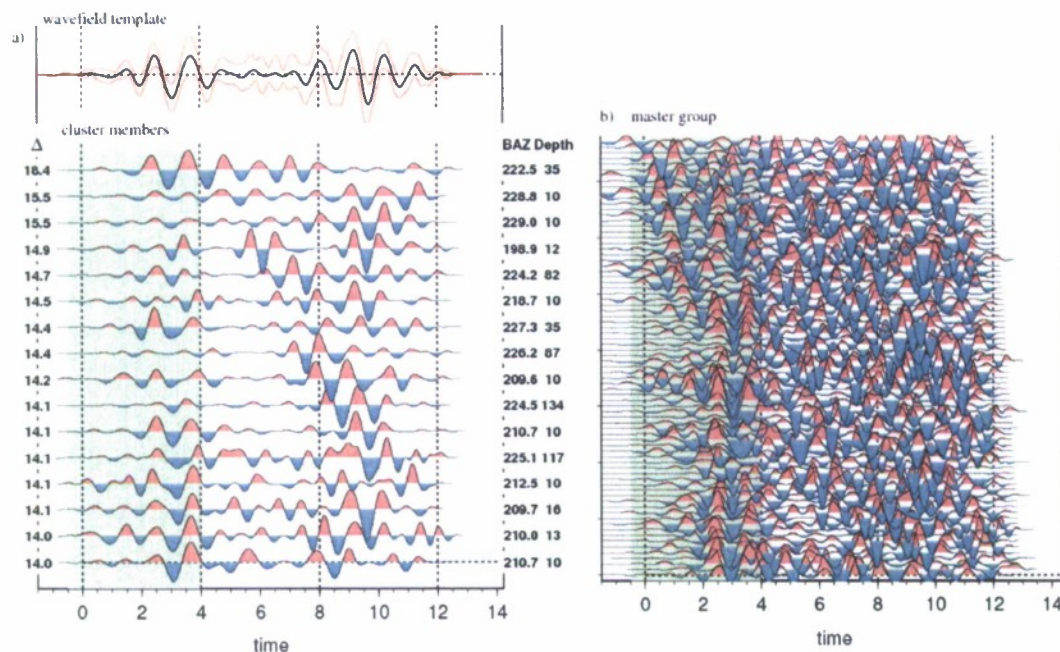 wavefield template
a)
cluster members
Δ BAZ Depth
18.4 222.5 35
15.5 228.8 10
15.5 229.0 10
14.9 198.9 12
14.7 224.2 82
14.5 218.7 10
14.4 227.3 35
14.4 226.2 87
14.2 209.6 10
14.1 224.5 134
14.1 210.7 10
14.1 225.1 117
14.1 212.5 10
14.1 209.7 16
14.0 210.0 13
14.0 210.7 10
0 2 4 6 8 10 12 14
time
b) master group
0 2 4 6 8 10 12 14
time